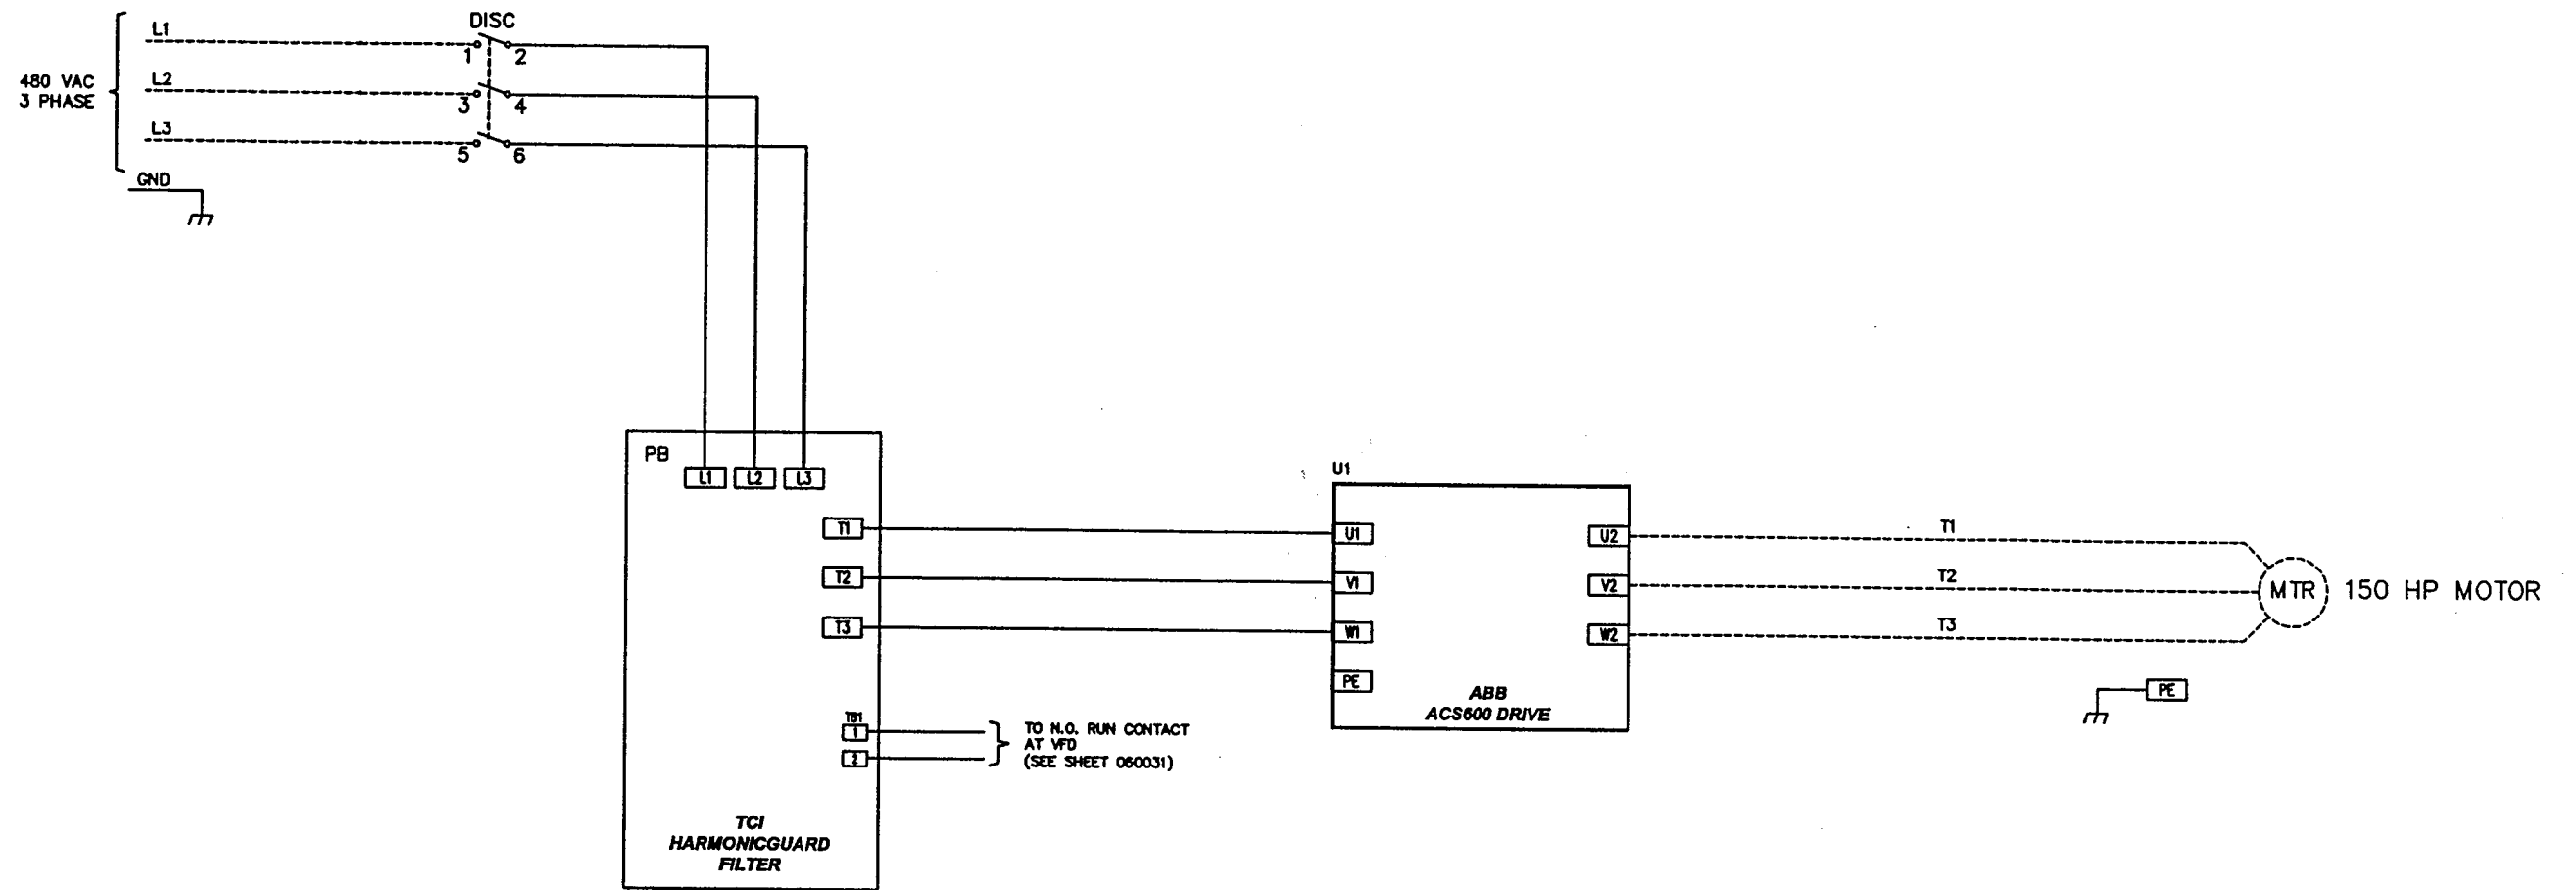 DISC
480 VAC
3 PHASE
L1
1 2
L2
3 4
L3
5 6
GND
PB
L1 L2 L3
T1
T2
T3
TB1
1
2
TO N.O. RUN CONTACT
AT VFD
(SEE SHEET 060031)
TCI
HARMONICGUARD
FILTER
U1
U1
V1
W1
PE
U2
V2
W2
ABB
ACS600 DRIVE
T1
T2
T3
MTR
150 HP MOTOR
PE